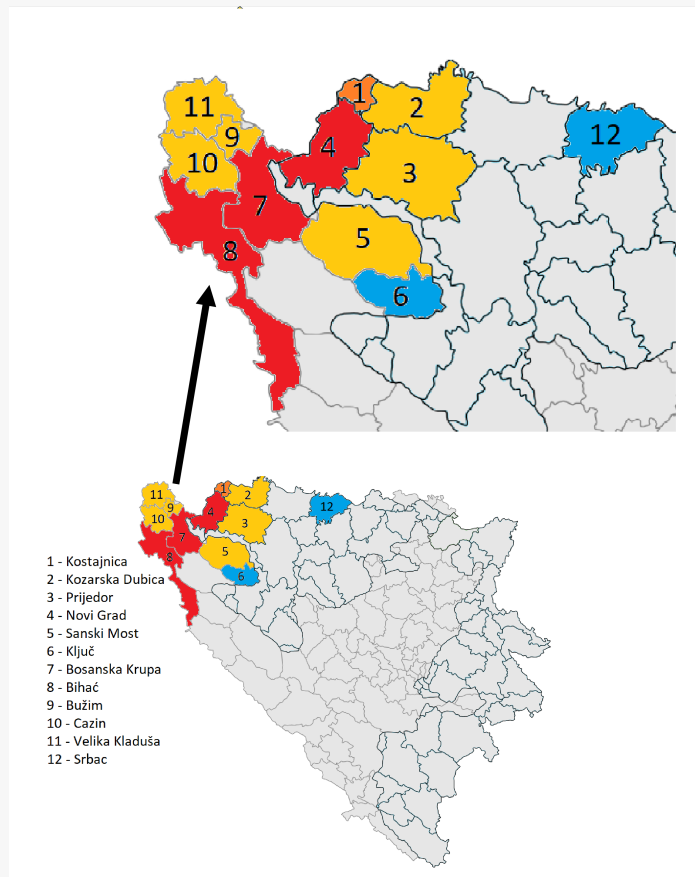 1
2
11
9
12
4
10
3
7
5
8
6
11
1
2
9
12
4
10
3
7
5
8
6
1 - Kostajnica
2 - Kozarska Dubica
3 - Prijedor
4 - Novi Grad
5 - Sanski Most
6 - Ključ
7 - Bosanska Krupa
8 - Bihać
9 - Bužim
10 - Cazin
11 - Velika Kladuša
12 - Srbac